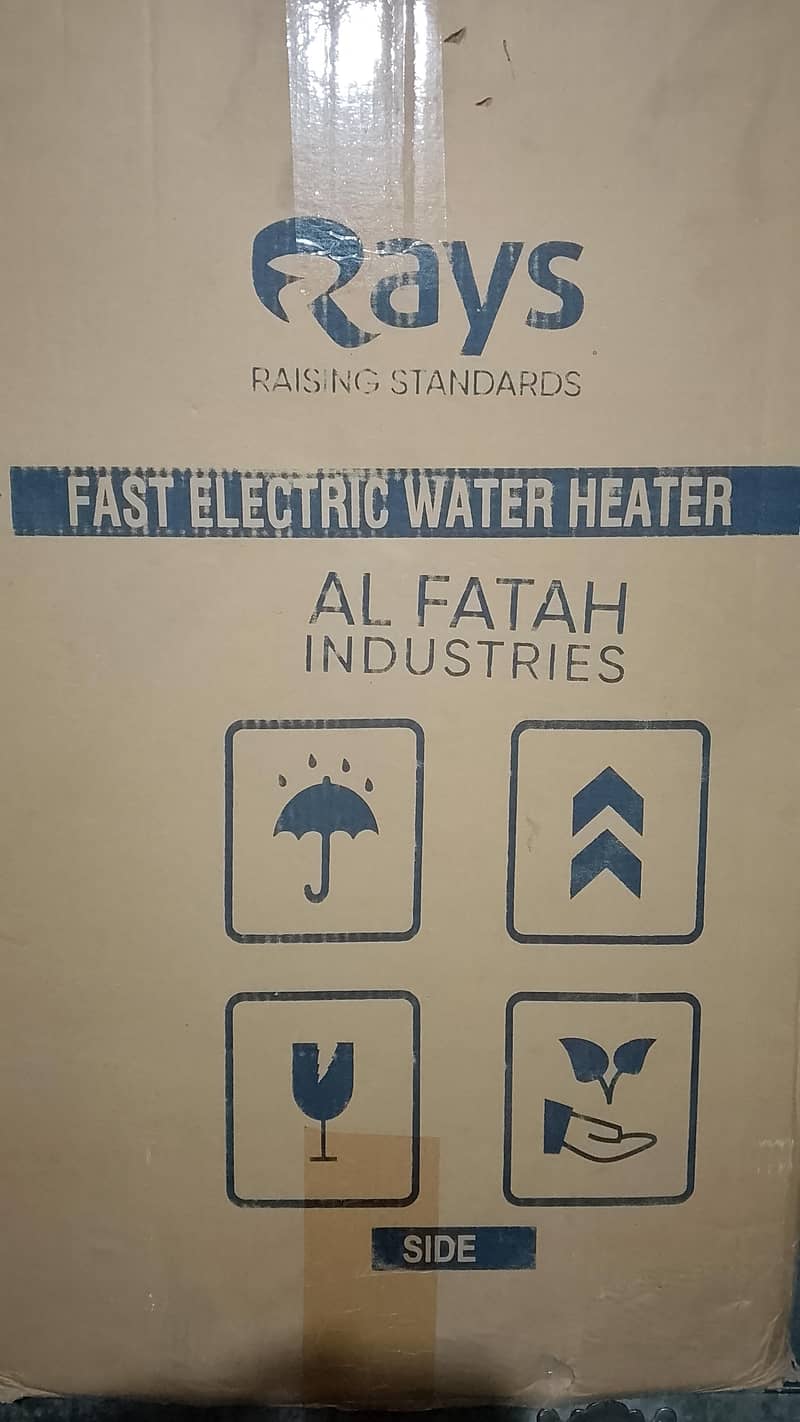 Rays
RAISING STANDARDS
FAST ELECTRIC WATER HEATER
AL FATAH
INDUSTRIES
SIDE